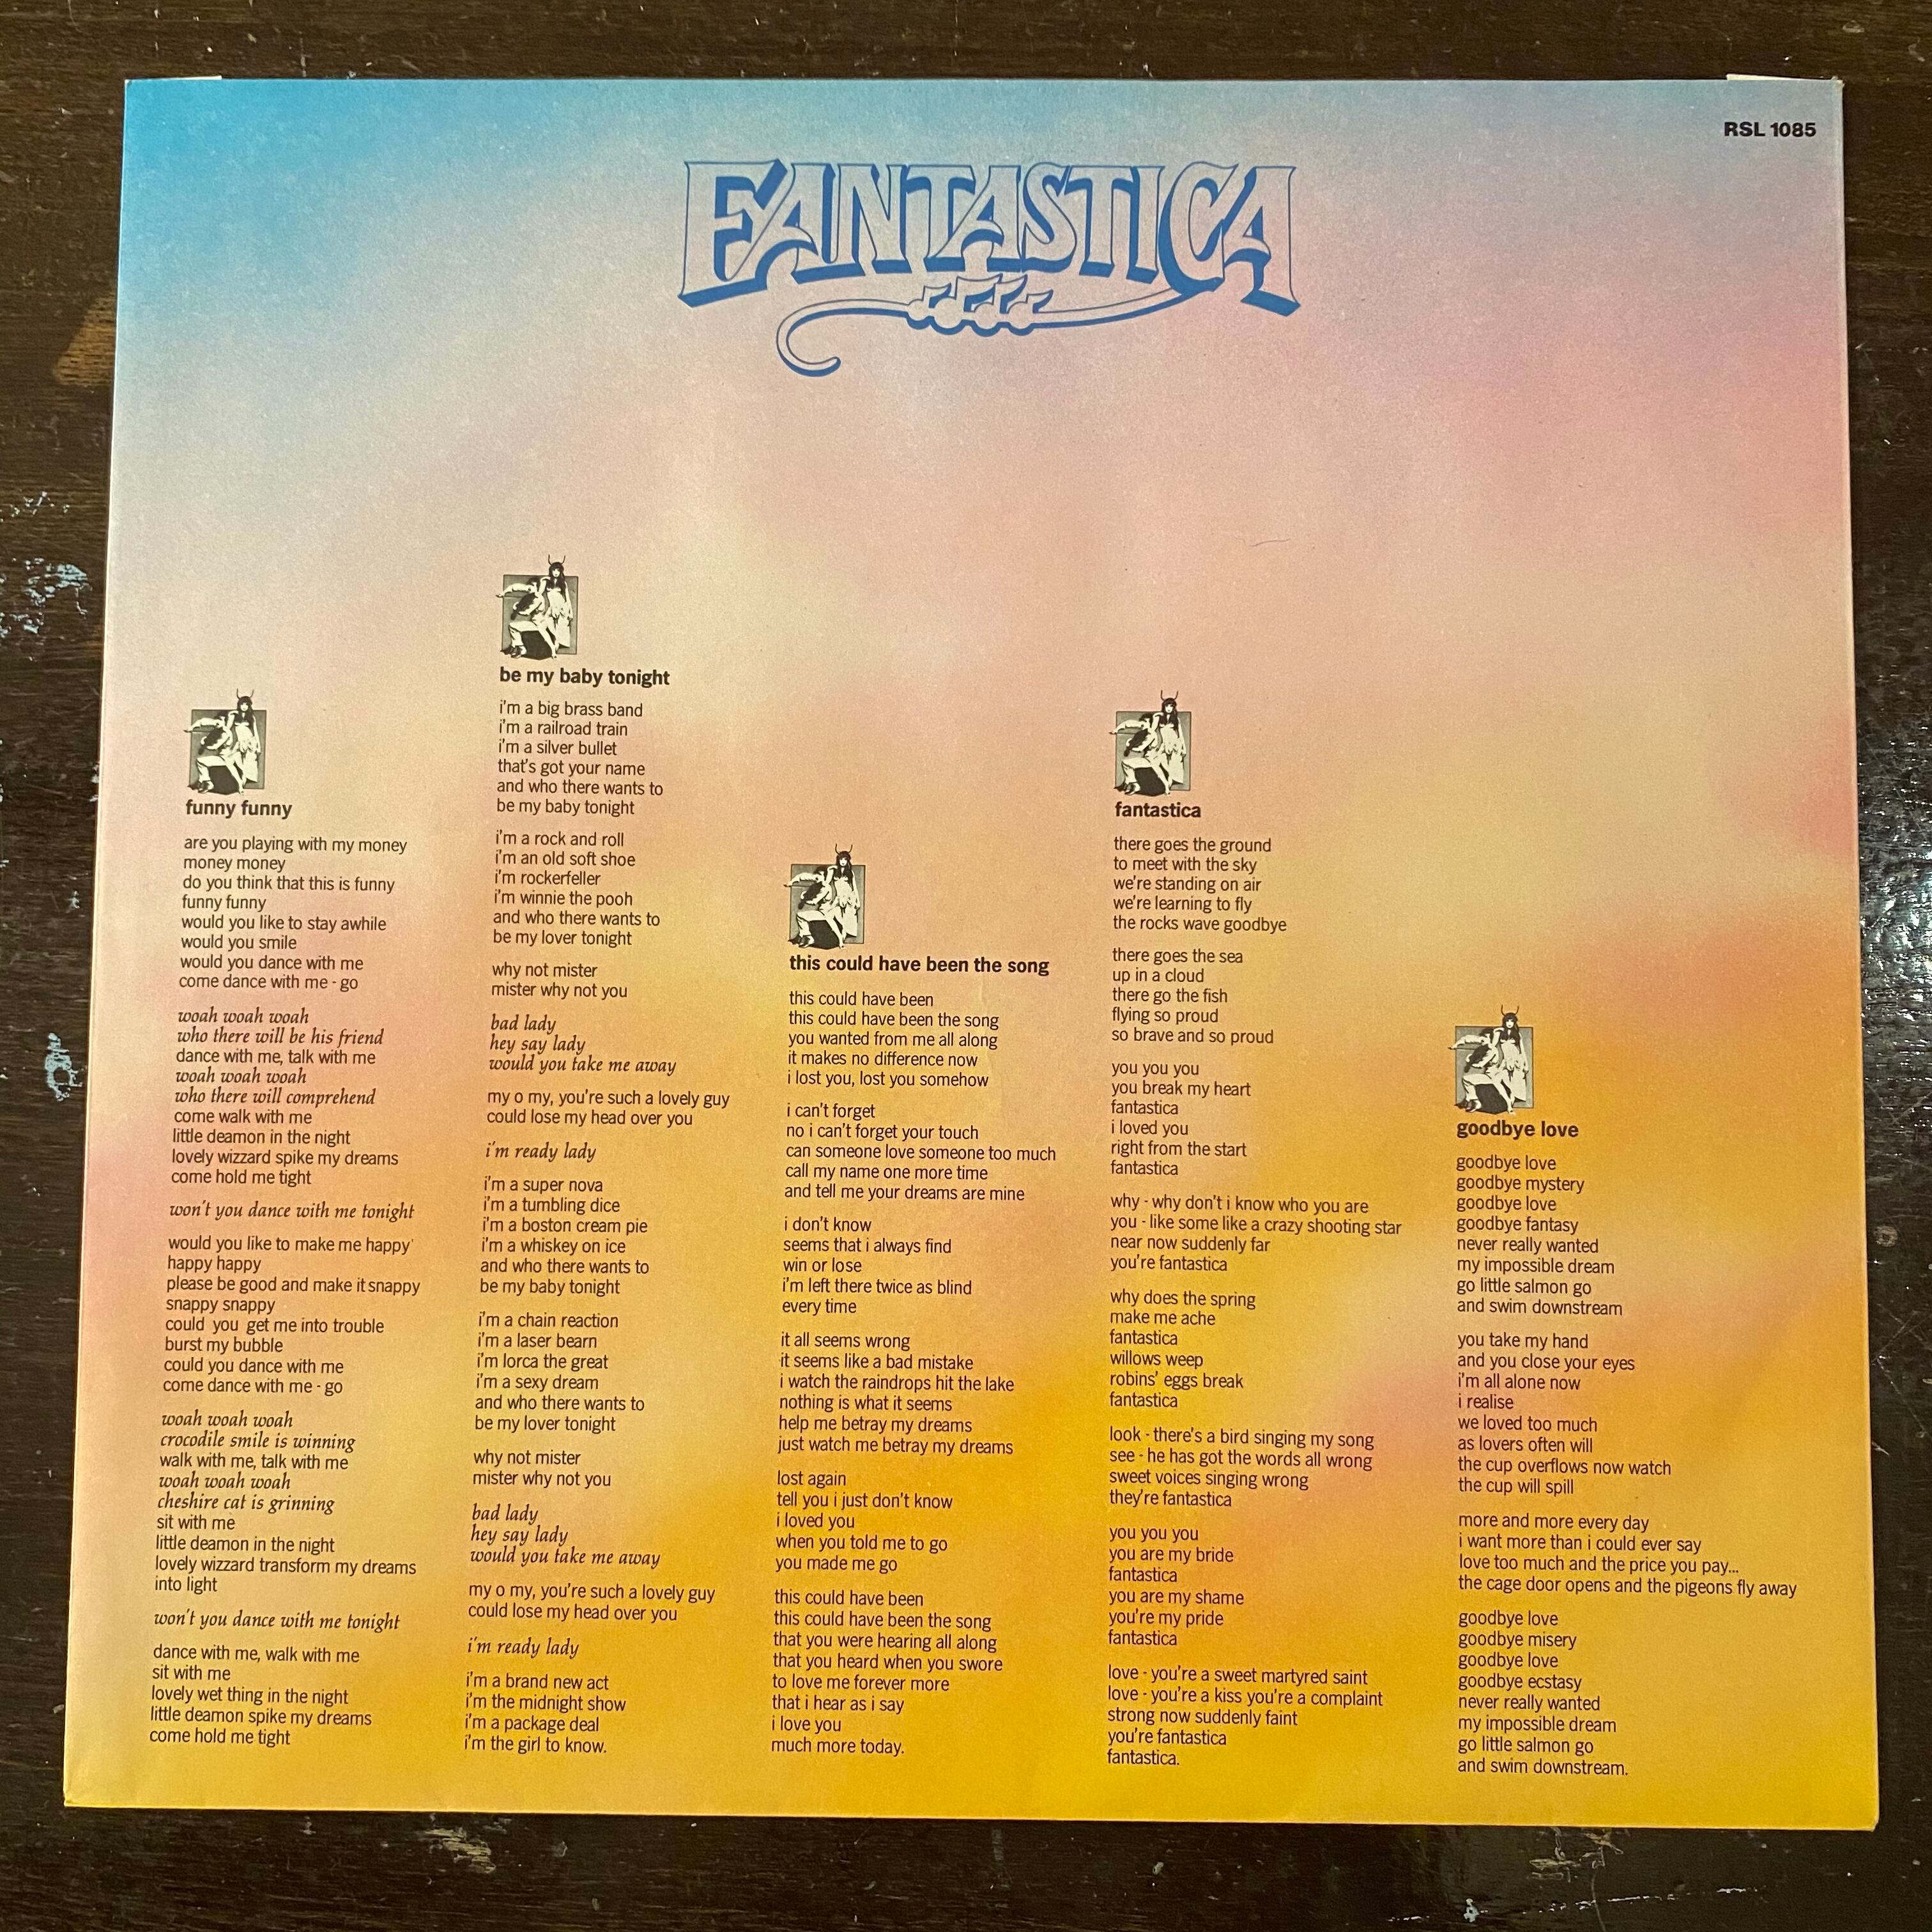 RSL 1085
FANTASTICA
funny funny
are you playing with my money
money money
do you think that this is funny
funny funny
would you like to stay awhile
would you smile
would you dance with me
come dance with me - go
woah woah woah
who there will be his friend
dance with me, talk with me
woah woah woah
who there will comprehend
come walk with me
little deamon in the night
lovely wizzard spike my dreams
come hold me tight
won't you dance with me tonight
would you like to make me happy
happy happy
please be good and make it snappy
snappy snappy
could you get me into trouble
burst my bubble
could you dance with me
come dance with me - go
woah woah woah
crocodile smile is winning
walk with me, talk with me
woah woah woah
cheshire cat is grinning
sit with me
little deamon in the night
lovely wizzard transform my dreams
into light
won't you dance with me tonight
dance with me, walk with me
sit with me
lovely wet thing in the night
little deamon spike my dreams
come hold me tight
be my baby tonight
i'm a big brass band
i'm a railroad train
i'm a silver bullet
that's got your name
and who there wants to
be my baby tonight
i'm a rock and roll
i'm an old soft shoe
i'm rockerfeller
i'm winnie the pooh
and who there wants to
be my lover tonight
why not mister
mister why not you
bad lady
hey say lady
would you take me away
my o my, you're such a lovely guy
could lose my head over you
i'm ready lady
i'm a super nova
i'm a tumbling dice
i'm a boston cream pie
i'm a whiskey on ice
and who there wants to
be my baby tonight
i'm a chain reaction
i'm a laser bearn
i'm lorca the great
i'm a sexy dream
and who there wants to
be my lover tonight
why not mister
mister why not you
bad lady
hey say lady
would you take me away
my o my, you're such a lovely guy
could lose my head over you
i'm ready lady
i'm a brand new act
i'm the midnight show
i'm a package deal
i'm the girl to know.
this could have been the song
this could have been
this could have been the song
you wanted from me all along
it makes no difference now
i lost you, lost you somehow
i can't forget
no i can't forget your touch
can someone love someone too much
call my name one more time
and tell me your dreams are mine
i don't know
seems that i always find
win or lose
i'm left there twice as blind
every time
it all seems wrong
it seems like a bad mistake
i watch the raindrops hit the lake
nothing is what it seems
help me betray my dreams
just watch me betray my dreams
lost again
tell you i just don't know
i loved you
when you told me to go
you made me go
this could have been
this could have been the song
that you were hearing all along
that you heard when you swore
to love me forever more
that i hear as i say
i love you
much more today.
fantastica
there goes the ground
to meet with the sky
we're standing on air
we're learning to fly
the rocks wave goodbye
there goes the sea
up in a cloud
there go the fish
flying so proud
so brave and so proud
you you you
you break my heart
fantastica
i loved you
right from the start
fantastica
why - why don't i know who you are
you - like some like a crazy shooting star
near now suddenly far
you're fantastica
why does the spring
make me ache
fantastica
willows weep
robins' eggs break
fantastica
look - there's a bird singing my song
see - he has got the words all wrong
sweet voices singing wrong
they're fantastica
you you you
you are my bride
fantastica
you are my shame
you're my pride
fantastica
love - you're a sweet martyred saint
love - you're a kiss you're a complaint
strong now suddenly faint
you're fantastica
fantastica.
goodbye love
goodbye love
goodbye mystery
goodbye love
goodbye fantasy
never really wanted
my impossible dream
go little salmon go
and swim downstream
you take my hand
and you close your eyes
i'm all alone now
i realise
we loved too much
as lovers often will
the cup overflows now watch
the cup will spill
more and more every day
i want more than i could ever say
love too much and the price you pay...
the cage door opens and the pigeons fly away
goodbye love
goodbye misery
goodbye love
goodbye ecstasy
never really wanted
my impossible dream
go little salmon go
and swim downstream.